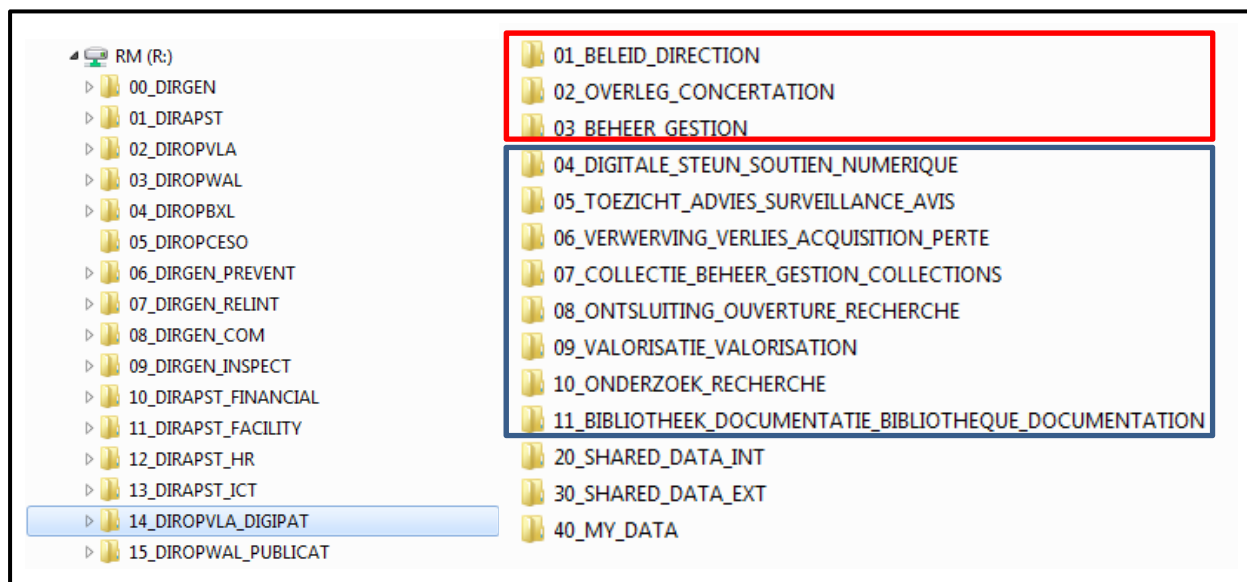 RM (R:)
00_DIRGEN
01_DIRAPST
02_DIROPVLA
03_DIROPWAL
04_DIROPBXL
05_DIROPCESO
06_DIRGEN_PREVENT
07_DIRGEN_RELINT
08_DIRGEN_COM
09_DIRGEN_INSPECT
10_DIRAPST_FINANCIAL
11_DIRAPST_FACILITY
12_DIRAPST_HR
13_DIRAPST_ICT
14_DIROPVLA_DIGIPAT
15_DIROPWAL_PUBLICAT
01_BELEID_DIRECTION
02_OVERLEG_CONCERTATION
03_BEHEER_GESTION
04_DIGITALE_STEUN_SOUTIEN_NUMERIQUE
05_TOEZICHT_ADVIES_SURVEILLANCE_AVIS
06_VERWERVING_VERLIES_ACQUISITION_PERTE
07_COLLECTIE_BEHEER_GESTION_COLLECTIONS
08_ONTSLUITING_OUVERTURE_RECHERCHE
09_VALORISATIE_VALORISATION
10_ONDERZOEK_RECHERCHE
11_BIBLIOTHEEK_DOCUMENTATIE_BIBLIOTHEQUE_DOCUMENTATION
20_SHARED_DATA_INT
30_SHARED_DATA_EXT
40_MY_DATA